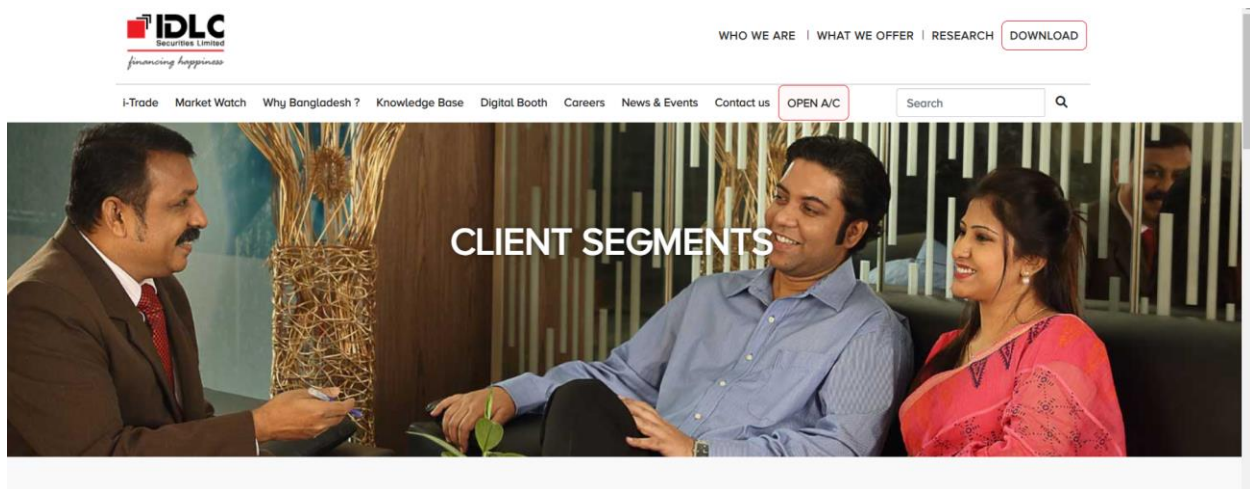 IDLC
Securities Limited
financing happiness
WHO WE ARE | WHAT WE OFFER | RESEARCH DOWNLOAD
i-Trade Market Watch Why Bangladesh ? Knowledge Base Digital Booth Careers News & Events Contact us OPEN A/C Search
CLIENT SEGMENTS